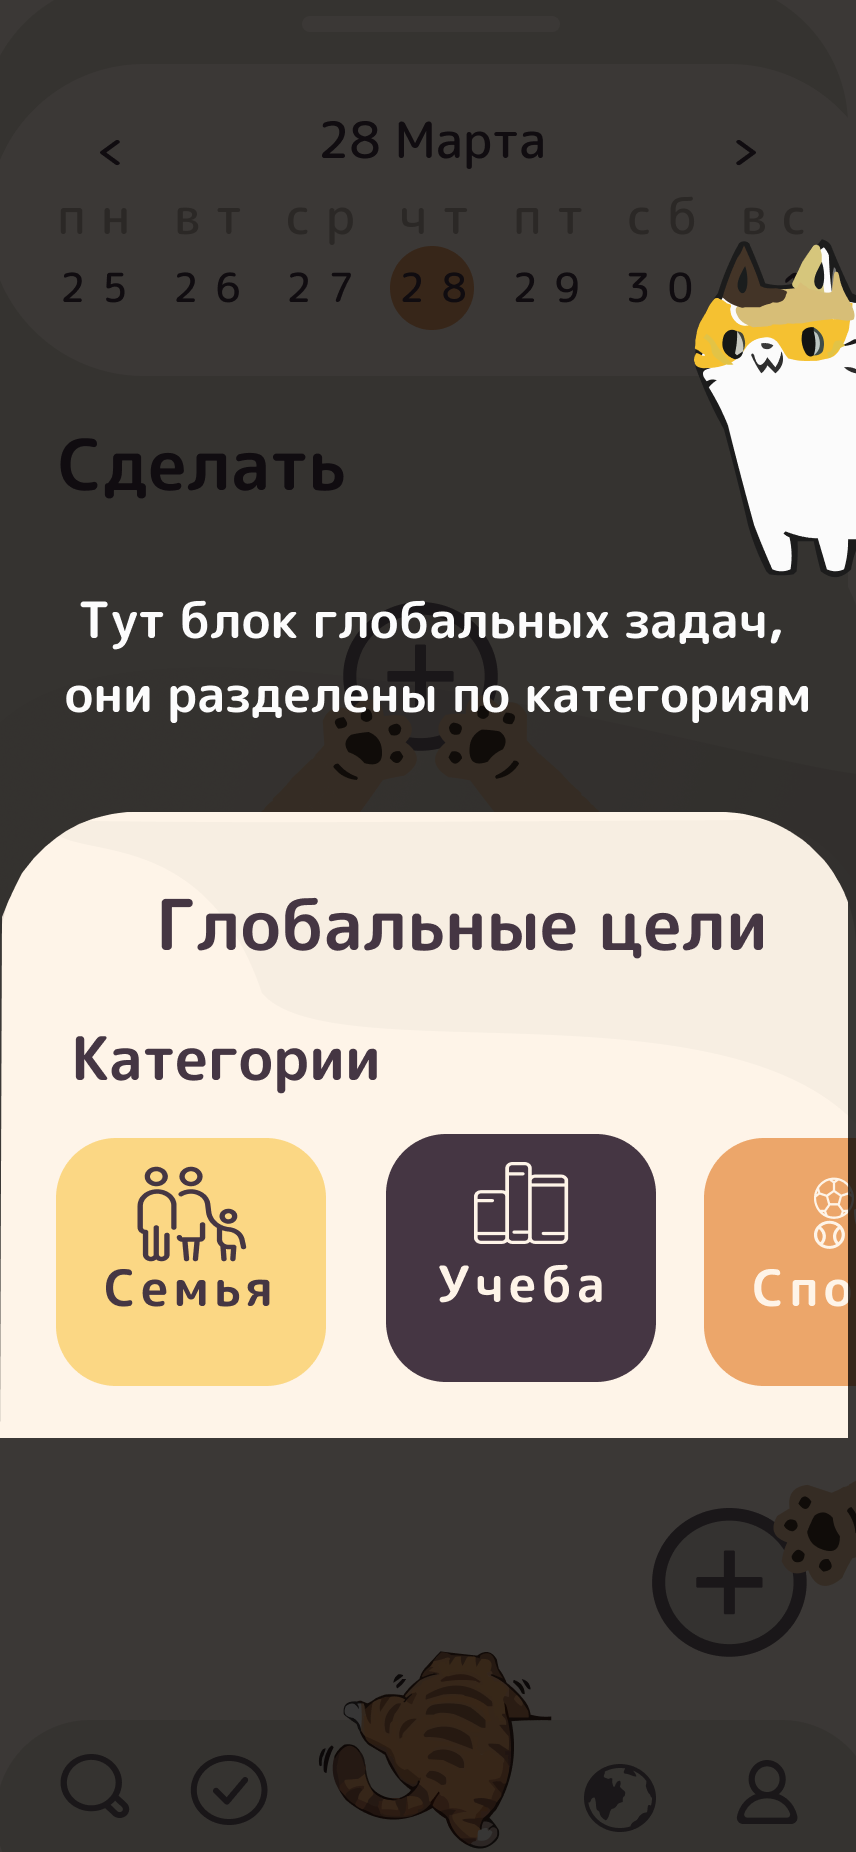 < 28 Марта >
пн вт ср чт пт сб вс
25 26 27 28 29 30
Сделать
Тут блок глобальных задач,
они разделены по категориям
Глобальные цели
Категории
Семья Учеба Спо